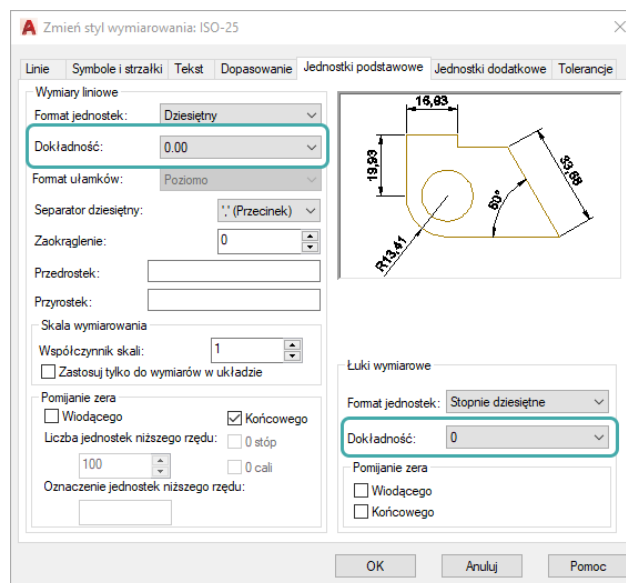 Zmień styl wymiarowania: ISO-25
Linie Symbole i strzałki Tekst Dopasowanie Jednostki podstawowe Jednostki dodatkowe Tolerancje
Wymiary liniowe
Format jednostek: Dziesiętny
Dokładność: 0.00
Format ułamków: Poziomo
Separator dziesiętny: ',' (Przecinek)
Zaokrąglenie: 0
Przedrostek:
Przyrostek:
Skala wymiarowania
Współczynnik skali: 1
Zastosuj tylko do wymiarów w układzie
Pomijanie zera
Wiodącego Końcowego
Liczba jednostek niższego rzędu: 0 stóp
100 0 cali
Oznaczenie jednostek niższego rzędu:
16,63
19,93
33,68
60°
R13,41
Łuki wymiarowe
Format jednostek: Stopnie dziesiętne
Dokładność: 0
Pomijanie zera
Wiodącego
Końcowego
OK Anuluj Pomoc